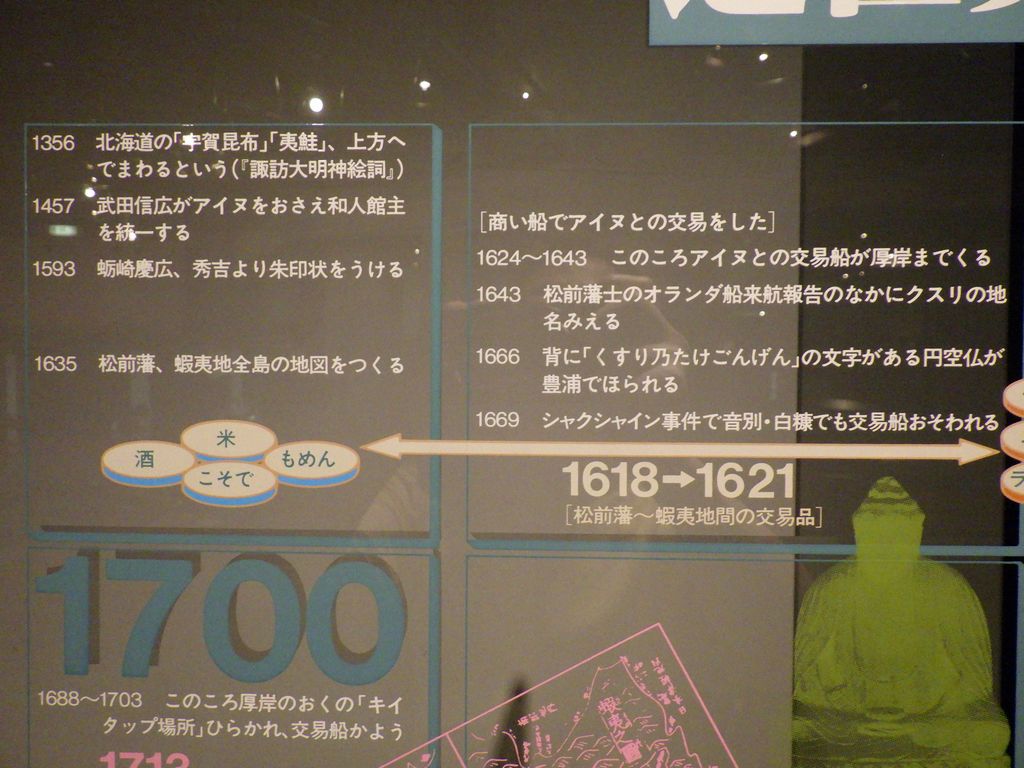 1356 北海道の「宇賀昆布」「夷鮭」、上方へ
でまわるという(『諏訪大明神絵詞』)
1457 武田信広がアイヌをおさえ和人館主
を統一する
1593 蛎崎慶広、秀吉より朱印状をうける
1635 松前藩、蝦夷地全島の地図をつくる
酒
米
もめん
こそで
[商い船でアイヌとの交易をした]
1624〜1643 このころアイヌとの交易船が厚岸までくる
1643 松前藩士のオランダ船来航報告のなかにクスリの地
名みえる
1666 背に「くすり乃たけごんげん」の文字がある円空仏が
豊浦でほられる
1669 シャクシャイン事件で音別・白糠でも交易船おそわれる
1618→1621
[松前藩〜蝦夷地間の交易品]
1700
1688〜1703 このころ厚岸のおくの「キイ
タップ場所」ひらかれ、交易船かよう
1713